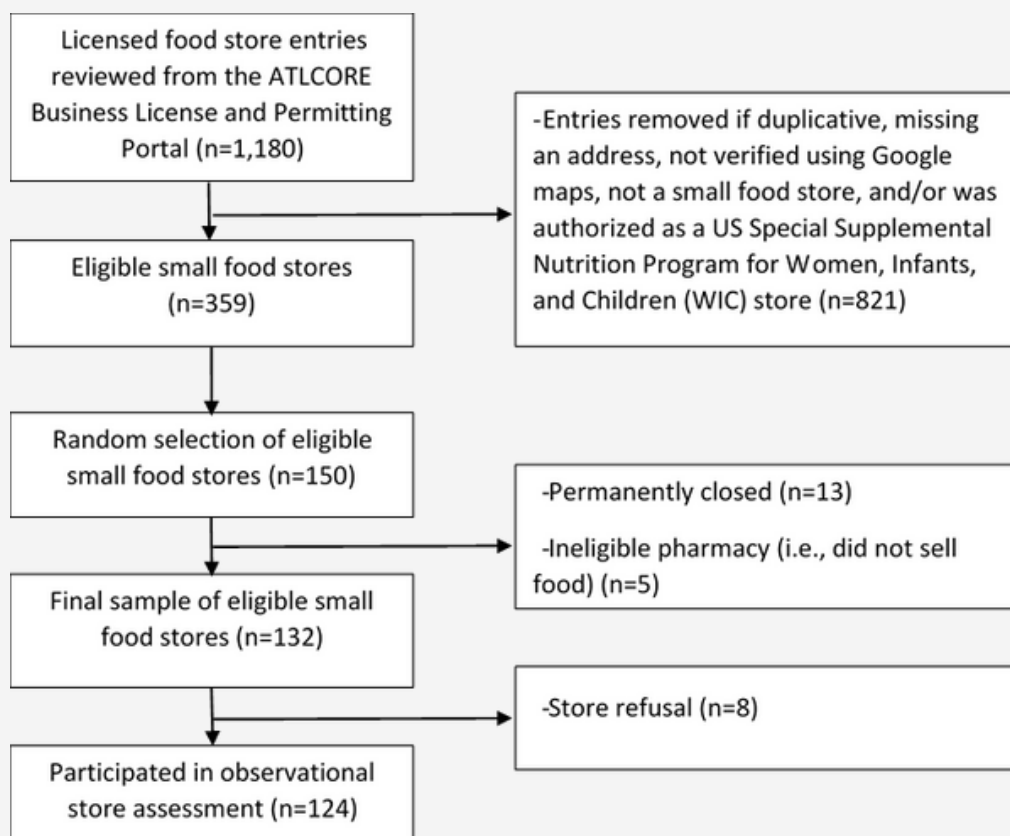 Licensed food store entries
reviewed from the ATLCORE
Business License and Permitting
Portal (n=1,180)
-Entries removed if duplicative, missing
an address, not verified using Google
maps, not a small food store, and/or was
authorized as a US Special Supplemental
Nutrition Program for Women, Infants,
and Children (WIC) store (n=821)
Eligible small food stores
(n=359)
Random selection of eligible
small food stores (n=150)
-Permanently closed (n=13)
-Ineligible pharmacy (i.e., did not sell
food) (n=5)
Final sample of eligible small
food stores (n=132)
-Store refusal (n=8)
Participated in observational
store assessment (n=124)